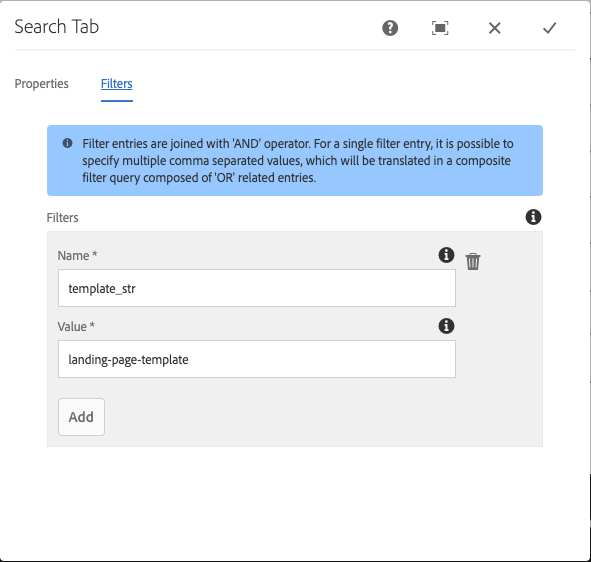 Search Tab
Properties
Filters
Filter entries are joined with 'AND' operator. For a single filter entry, it is possible to
specify multiple comma separated values, which will be translated in a composite
filter query composed of 'OR' related entries.
Filters
Name *
template_str
Value *
landing-page-template
Add